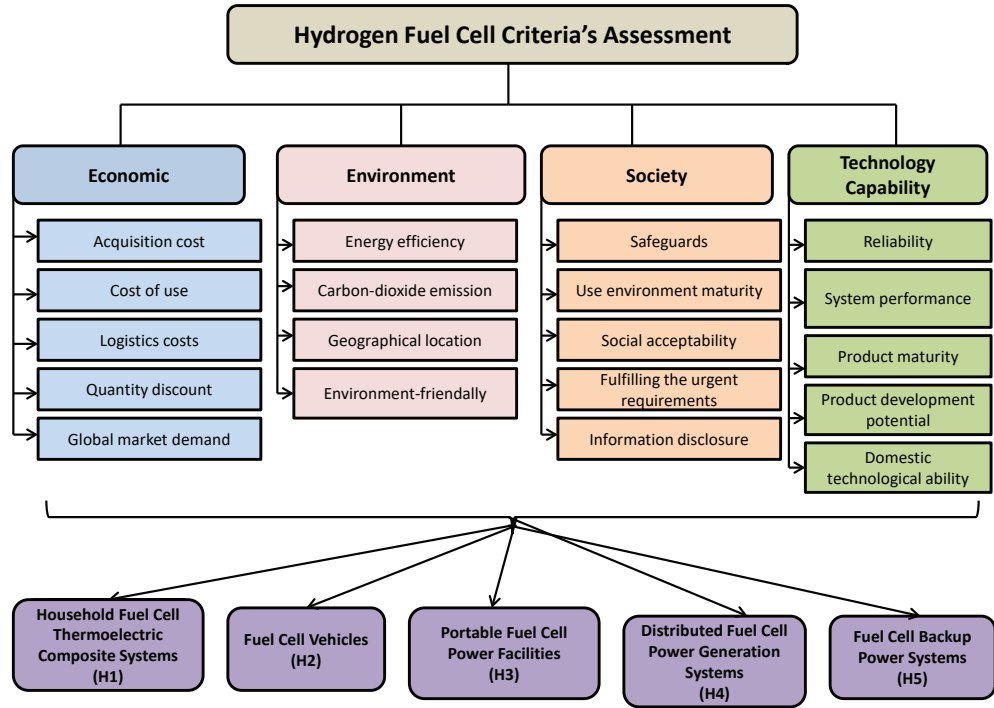 Hydrogen Fuel Cell Criteria's Assessment
Economic
Acquisition cost
Cost of use
Logistics costs
Quantity discount
Global market demand
Environment
Energy efficiency
Carbon-dioxide emission
Geographical location
Environment-friendally
Society
Safeguards
Use environment maturity
Social acceptability
Fulfilling the urgent
requirements
Information disclosure
Technology
Capability
Reliability
System performance
Product maturity
Product development
potential
Domestic
technological ability
Household Fuel Cell
Thermoelectric
Composite Systems
(H1)
Fuel Cell Vehicles
(H2)
Portable Fuel Cell
Power Facilities
(H3)
Distributed Fuel Cell
Power Generation
Systems
(H4)
Fuel Cell Backup
Power Systems
(H5)